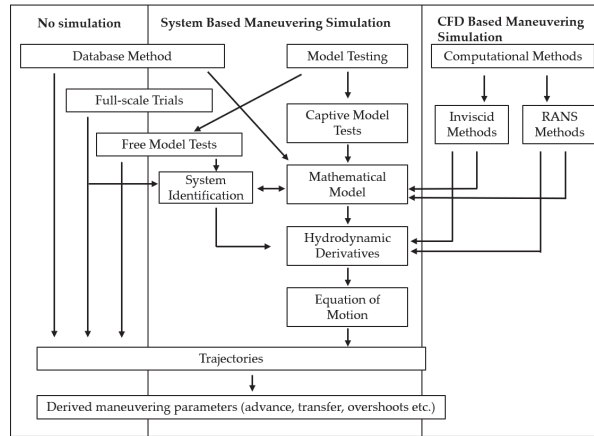 No simulation
System Based Maneuvering Simulation
CFD Based Maneuvering
Simulation
Database Method
Model Testing
Computational Methods
Full-scale Trials
Captive Model
Tests
Inviscid
Methods
RANS
Methods
Free Model Tests
System
Identification
Mathematical
Model
Hydrodynamic
Derivatives
Equation of
Motion
Trajectories
Derived maneuvering parameters (advance, transfer, overshoots etc.)